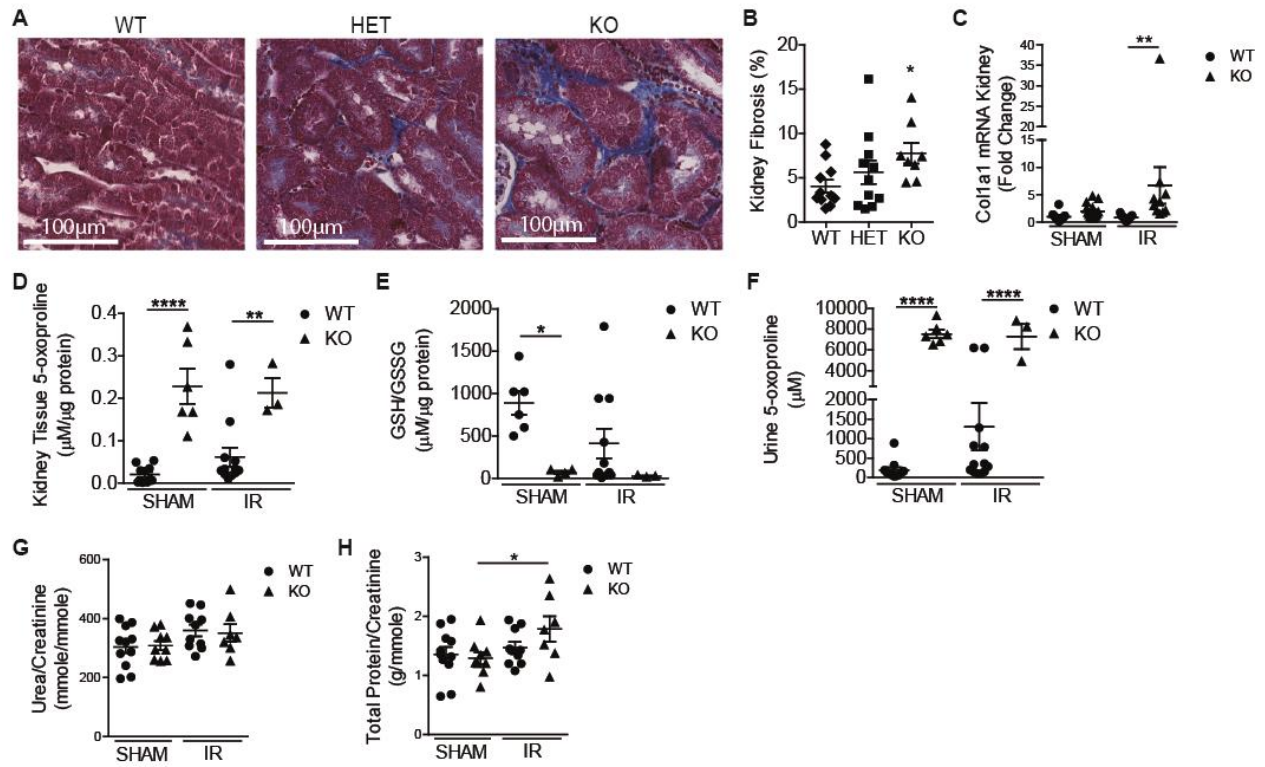 A
WT
HET
KO
100μm
100μm
100μm
B
Kidney Fibrosis (%)
20
15
10
5
0
*
WT HET KO
C
Col1a1 mRNA Kidney
(Fold Change)
40
35
30
25
20
15
10
5
0
**
SHAM IR
WT
KO
D
Kidney Tissue 5-oxoproline
(μM/μg protein)
0.4
0.3
0.2
0.1
0.0
****
**
SHAM IR
WT
KO
E
GSH/GSSG
(μM/μg protein)
2000
1500
1000
500
0
*
SHAM IR
WT
KO
F
Urine 5-oxoproline
(μM)
10000
8000
6000
4000
2000
1500
1000
500
0
****
****
SHAM IR
WT
KO
G
Urea/Creatinine
(mmole/mmole)
600
400
200
0
SHAM IR
WT
KO
H
Total Protein/Creatinine
(g/mmole)
3
2
1
0
*
SHAM IR
WT
KO